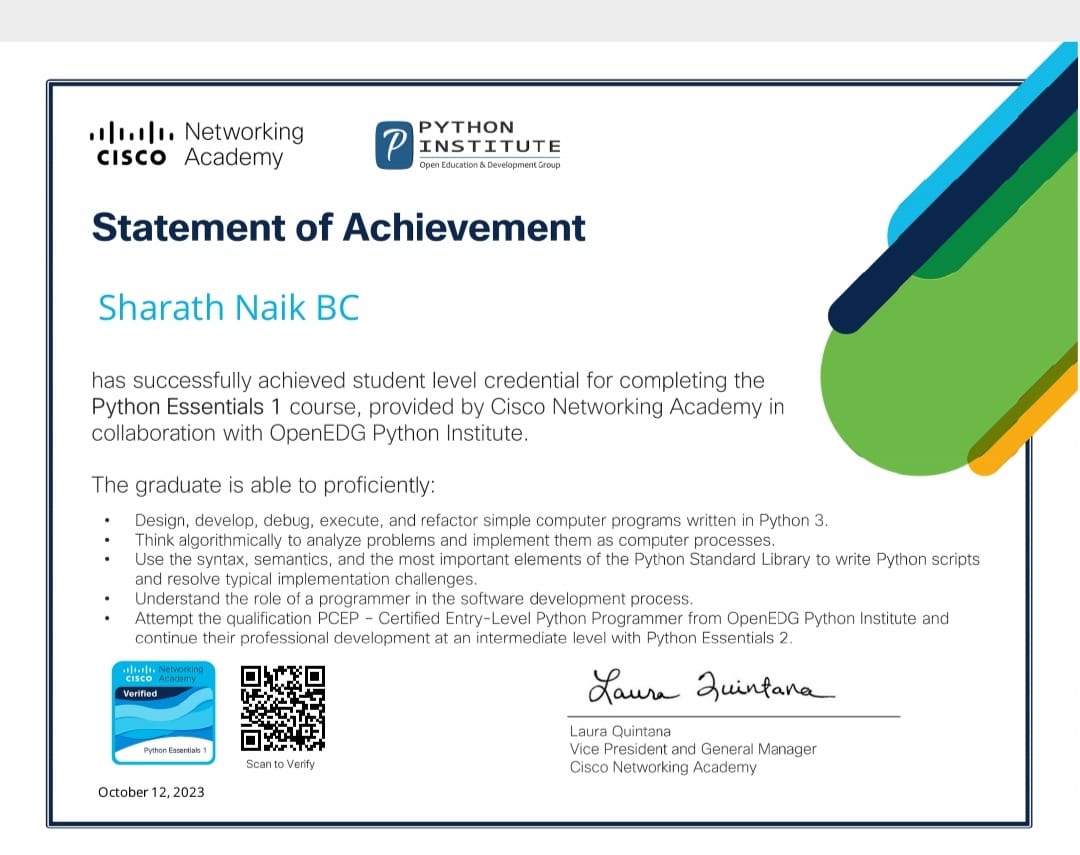 CISCO Networking Academy
PYTHON INSTITUTE
Open Education & Development Group
Statement of Achievement
Sharath Naik BC
has successfully achieved student level credential for completing the
Python Essentials 1 course, provided by Cisco Networking Academy in
collaboration with OpenEDG Python Institute.
The graduate is able to proficiently:
• Design, develop, debug, execute, and refactor simple computer programs written in Python 3.
• Think algorithmically to analyze problems and implement them as computer processes.
• Use the syntax, semantics, and the most important elements of the Python Standard Library to write Python scripts
and resolve typical implementation challenges.
• Understand the role of a programmer in the software development process.
• Attempt the qualification PCEP – Certified Entry-Level Python Programmer from OpenEDG Python Institute and
continue their professional development at an intermediate level with Python Essentials 2.
CISCO Networking Academy
Verified
Python Essentials 1
Scan to Verify
October 12, 2023
Laura Quintana
Laura Quintana
Vice President and General Manager
Cisco Networking Academy